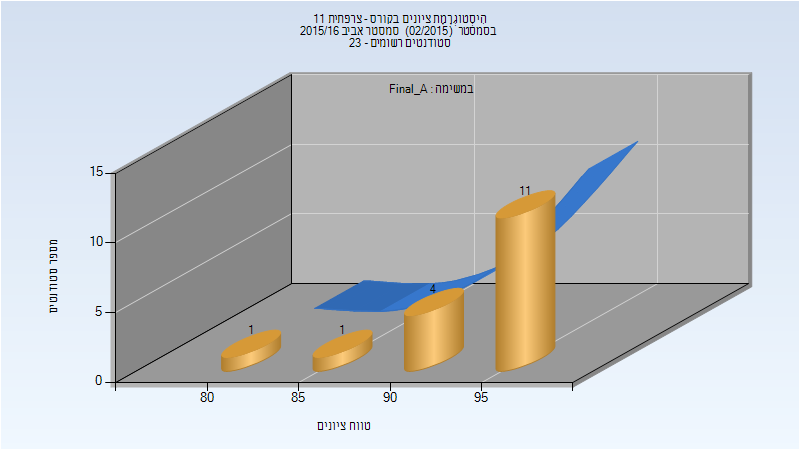 היסטוגרמת ציונים בקורס - צרפתית 11
בסמסטר (02/2015) סמסטר אביב 2015/16
סטודנטים רשומים - 23
במשימה : Final_A
מספר סטודנטים
15
10
5
0
1
1
4
11
80
85
90
95
טווח ציונים